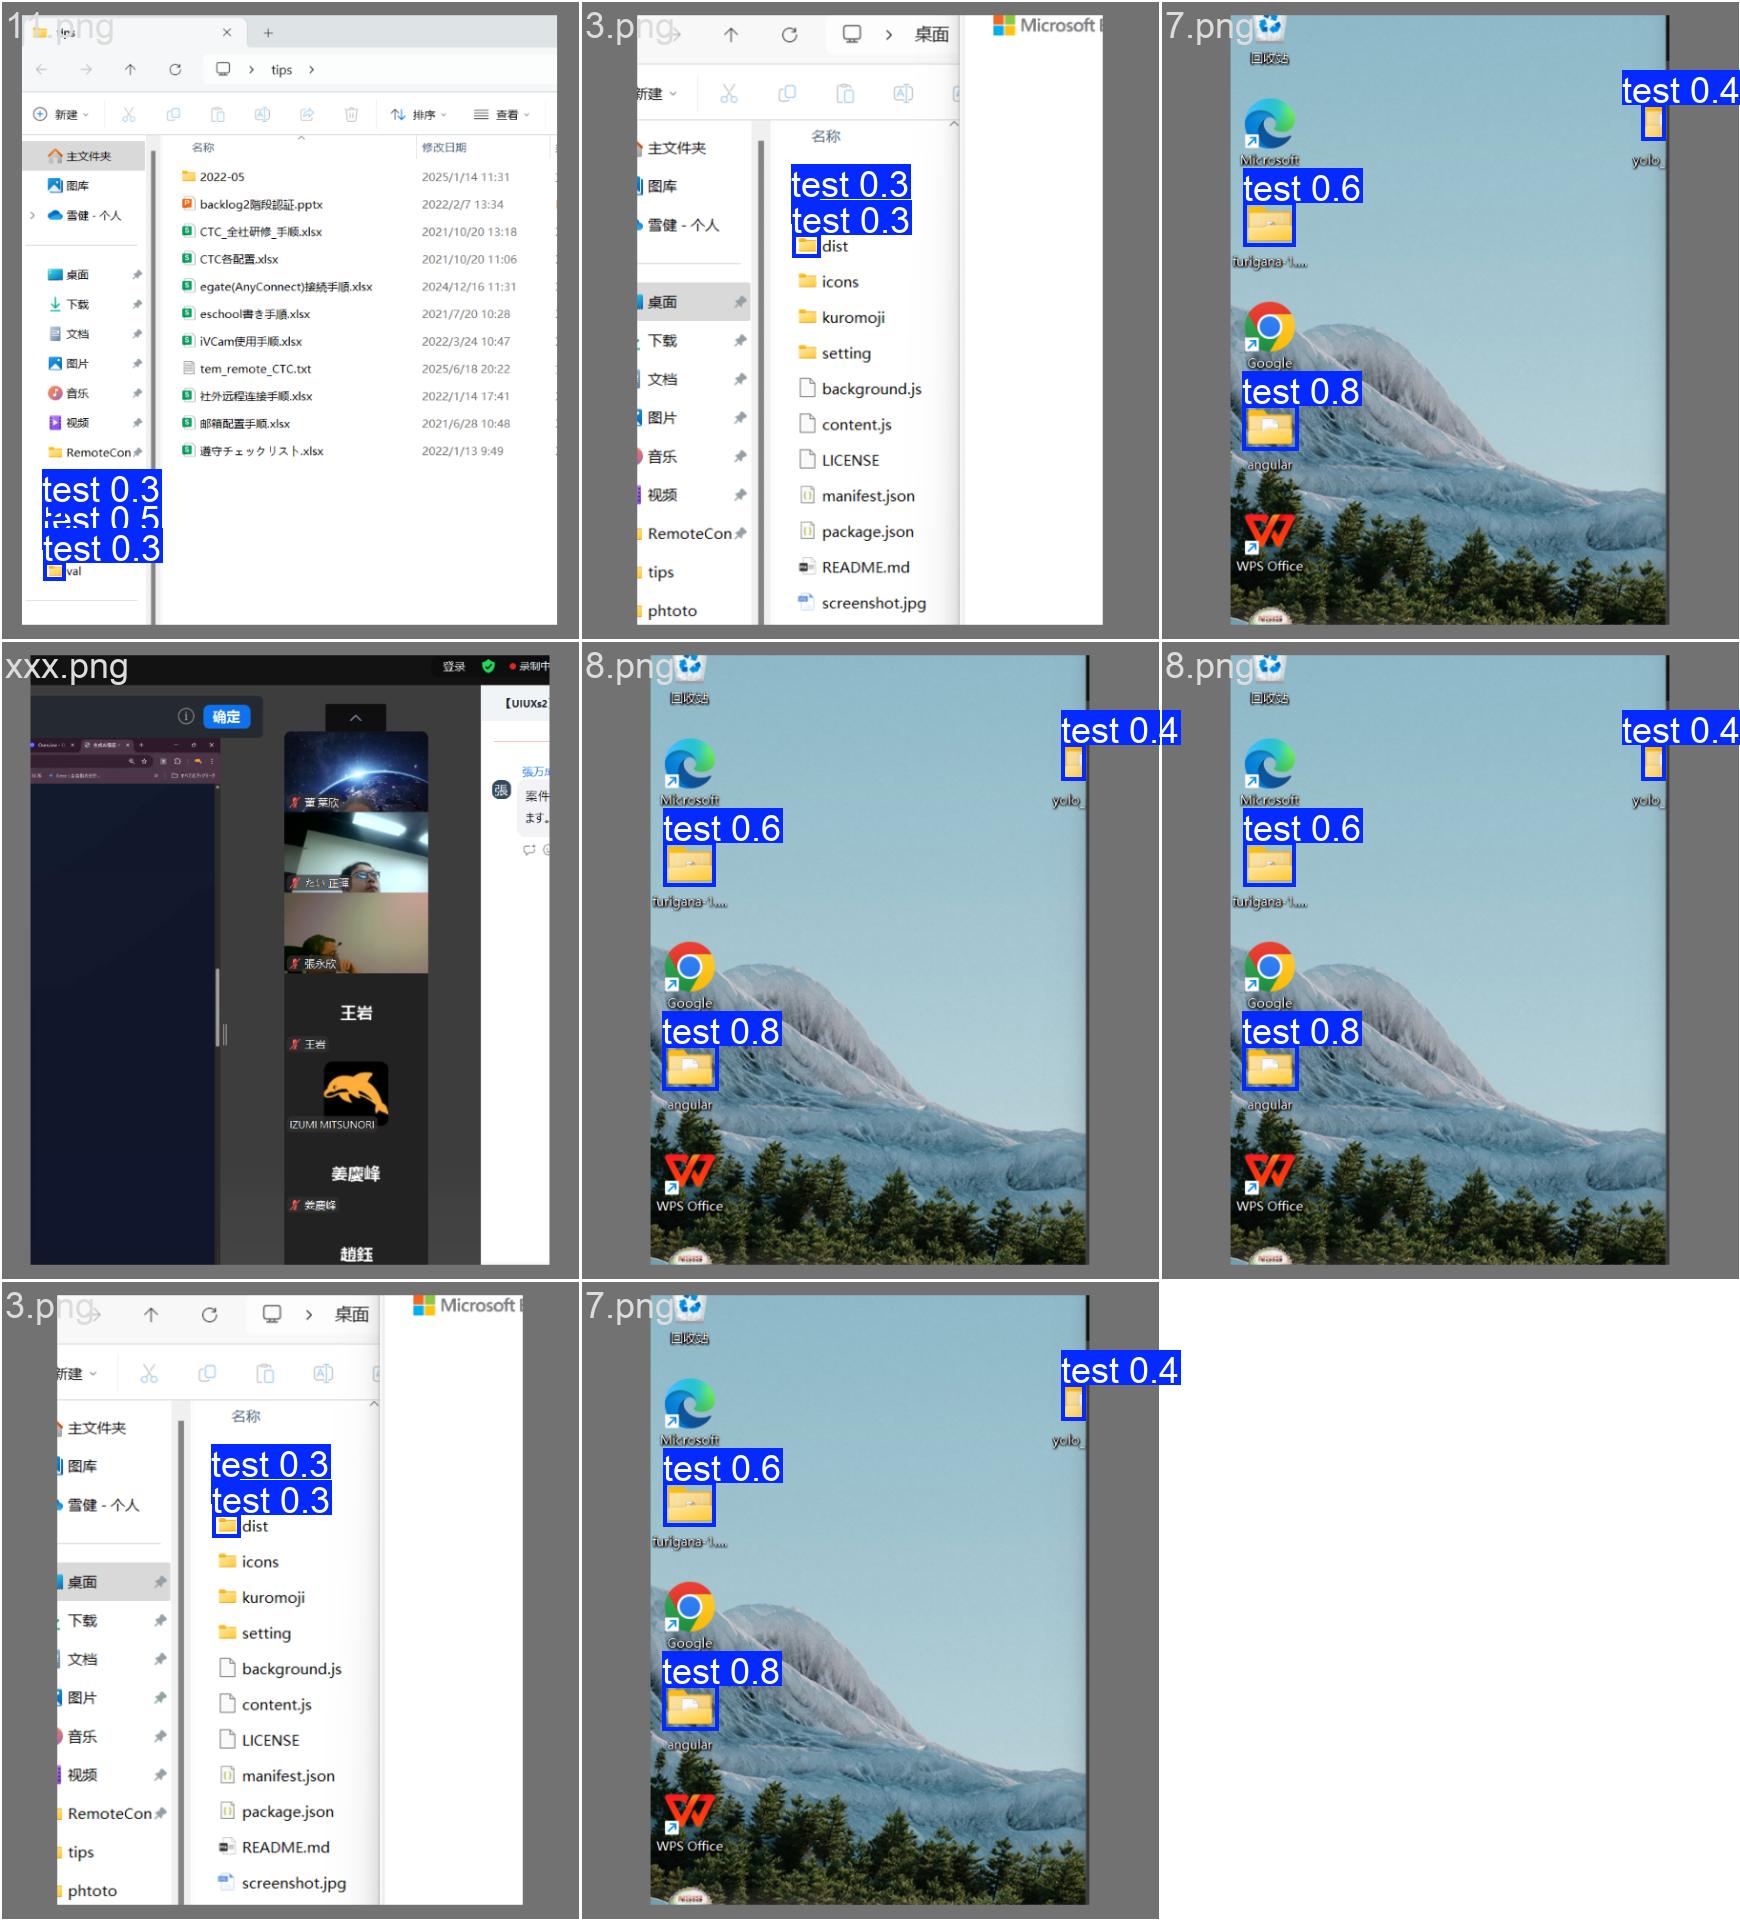 11.png
tips
tips
新建
排序
查看
主文件夹
图库
雪健 - 个人
桌面
下载
文档
图片
音乐
视频
RemoteCon
test 0.3
test 0.5
test 0.3
val
名称
修改日期
2022-05
2025/1/14 11:31
backlog2階段認証.pptx
2022/2/7 13:34
CTC_全社研修_手順.xlsx
2021/10/20 13:18
CTC各配置.xlsx
2021/10/20 11:06
egate(AnyConnect)接続手順.xlsx
2024/12/16 11:31
eschool書き手順.xlsx
2021/7/20 10:28
iVCam使用手順.xlsx
2022/3/24 10:47
tem_remote_CTC.txt
2025/6/18 20:22
社外远程连接手順.xlsx
2022/1/14 17:41
邮箱配置手順.xlsx
2021/6/28 10:48
遵守チェックリスト.xlsx
2022/1/13 9:49
3.png
桌面
Microsoft
新建
主文件夹
图库
雪健 - 个人
桌面
下载
文档
图片
音乐
视频
RemoteCon
tips
phtoto
名称
test 0.3
test 0.3
dist
icons
kuromoji
setting
background.js
content.js
LICENSE
manifest.json
package.json
README.md
screenshot.jpg
7.png
回收站
test 0.4
yolo_
Microsoft
test 0.6
furigana-1....
Google
test 0.8
angular
WPS Office
xxx.png
登录
录制中
确定
【UIUXs2
董葉欣
たい 正暉
張永欣
王岩
王岩
IZUMI MITSUNORI
姜慶峰
姜慶峰
趙鈺
張万
張
案件
ます。
8.png
回收站
test 0.4
yolo_
Microsoft
test 0.6
furigana-1....
Google
test 0.8
angular
WPS Office
8.png
回收站
test 0.4
yolo_
Microsoft
test 0.6
furigana-1....
Google
test 0.8
angular
WPS Office
3.png
桌面
Microsoft
新建
主文件夹
图库
雪健 - 个人
桌面
下载
文档
图片
音乐
视频
RemoteCon
tips
phtoto
名称
test 0.3
test 0.3
dist
icons
kuromoji
setting
background.js
content.js
LICENSE
manifest.json
package.json
README.md
screenshot.jpg
7.png
回收站
test 0.4
yolo_
Microsoft
test 0.6
furigana-1....
Google
test 0.8
angular
WPS Office